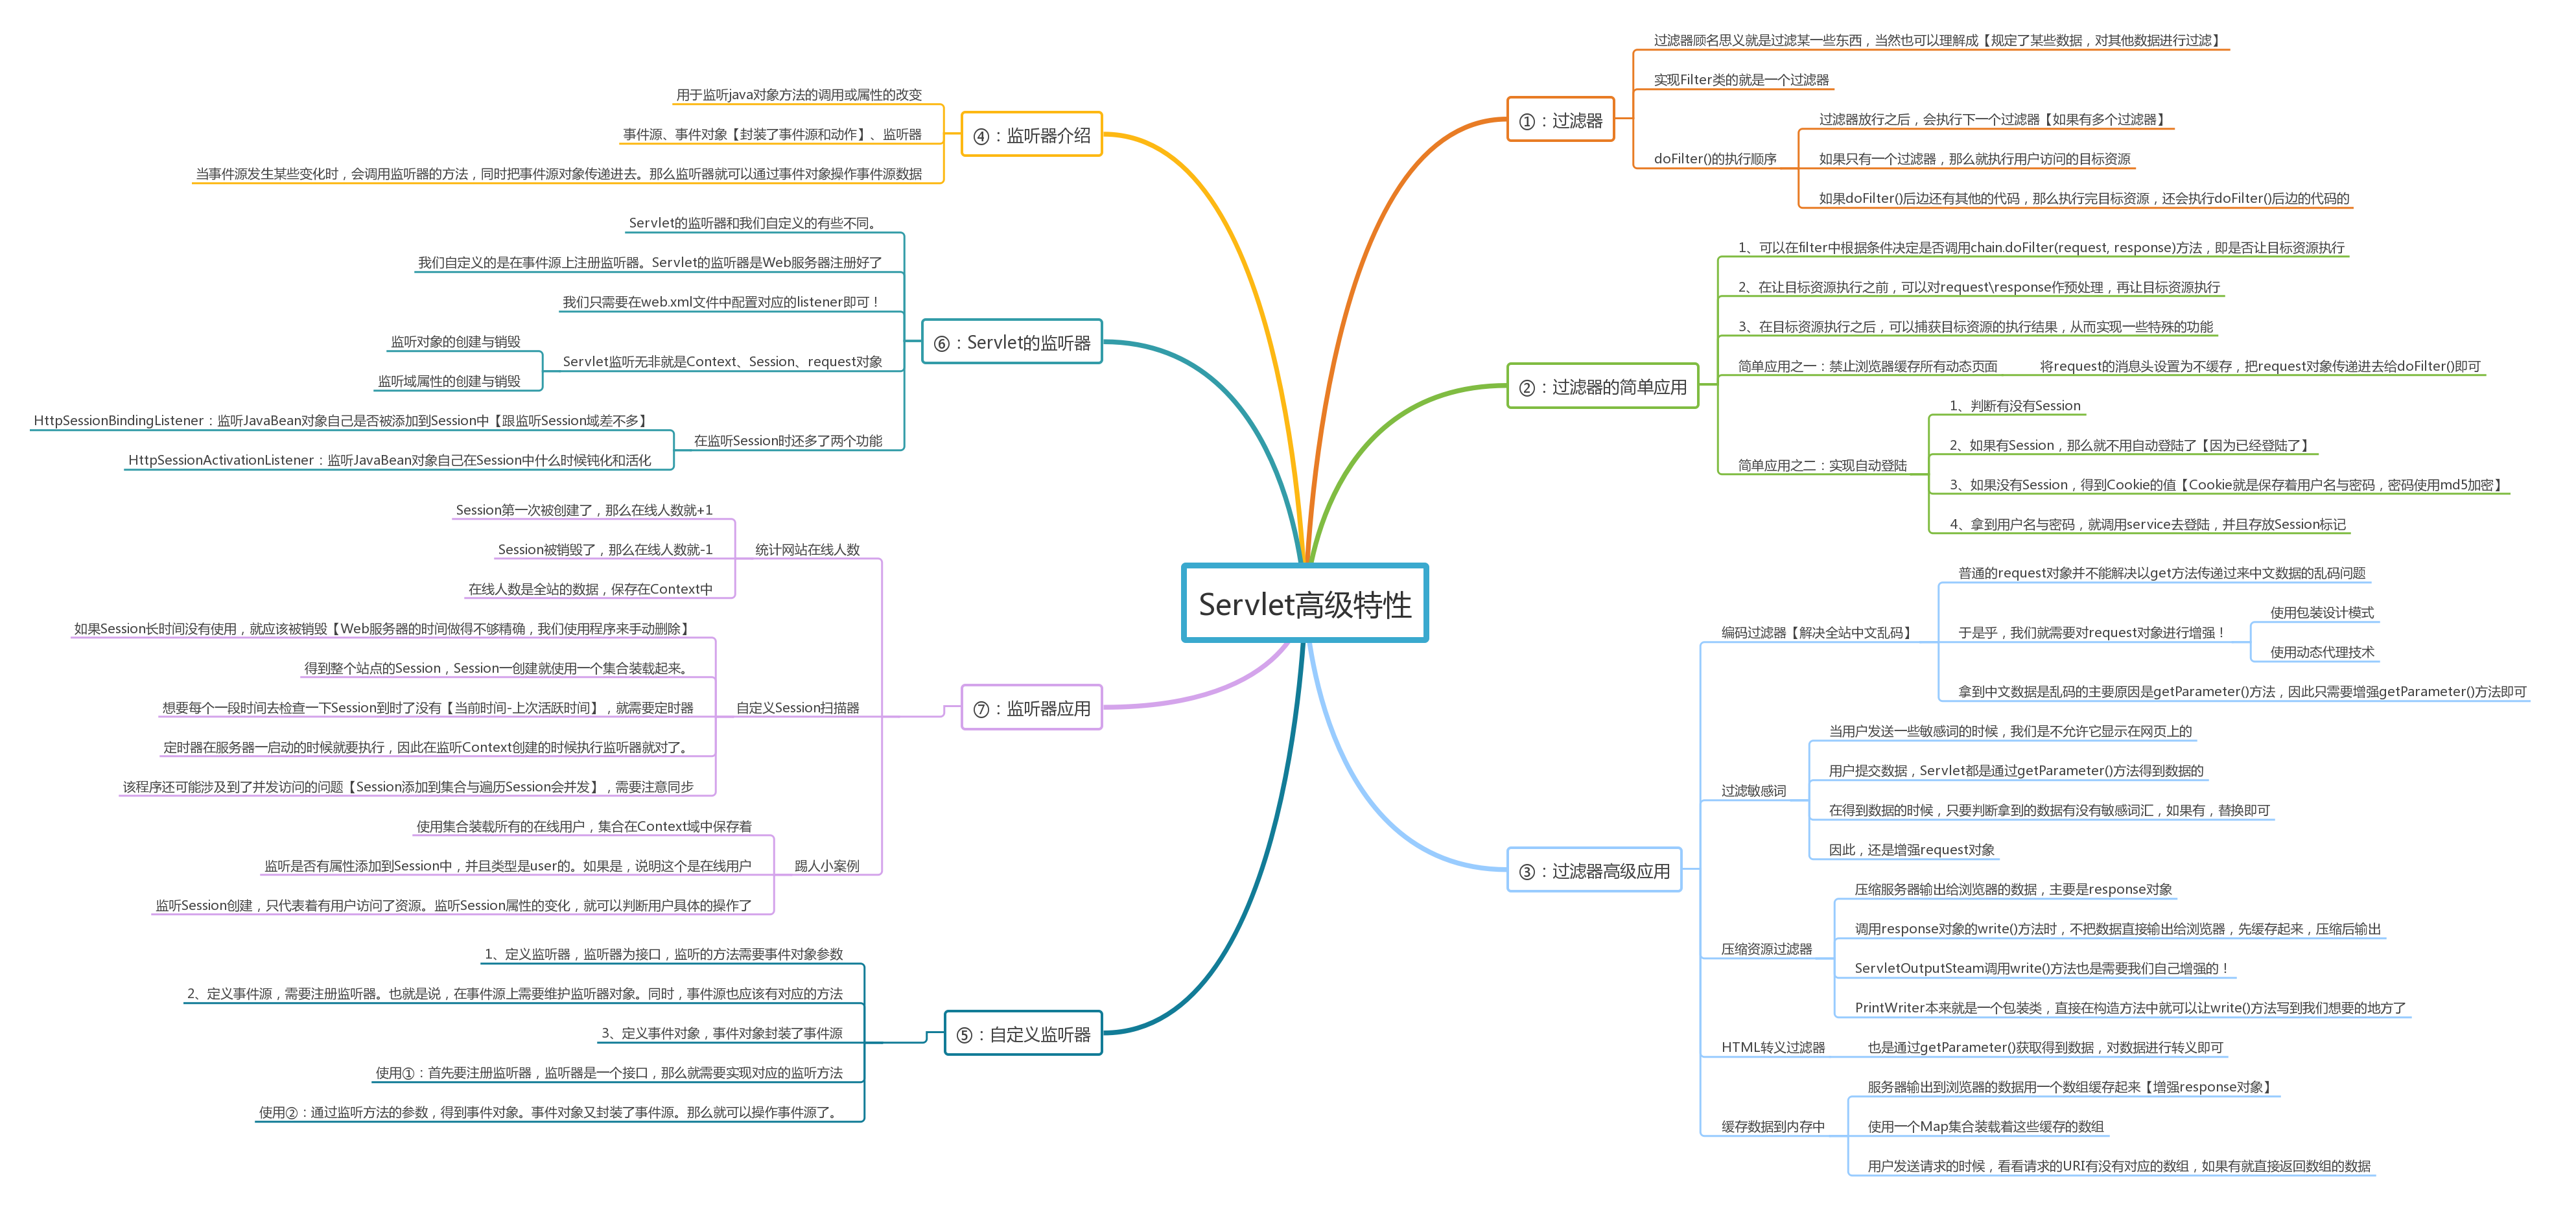 Servlet高级特性
①：过滤器
过滤器顾名思义就是过滤某一些东西，当然也可以理解成【规定了某些数据，对其他数据进行过滤】
实现Filter类的就是一个过滤器
doFilter()的执行顺序
过滤器放行之后，会执行下一个过滤器【如果有多个过滤器】
如果只有一个过滤器，那么就执行用户访问的目标资源
如果doFilter()后边还有其他的代码，那么执行完目标资源，还会执行doFilter()后边的代码的
②：过滤器的简单应用
1、可以在filter中根据条件决定是否调用chain.doFilter(request, response)方法，即是否让目标资源执行
2、在让目标资源执行之前，可以对request\response作预处理，再让目标资源执行
3、在目标资源执行之后，可以捕获目标资源的执行结果，从而实现一些特殊的功能
简单应用之一：禁止浏览器缓存所有动态页面
将request的消息头设置为不缓存，把request对象传递进去给doFilter()即可
简单应用之二：实现自动登陆
1、判断有没有Session
2、如果有Session，那么就不用自动登陆了【因为已经登陆了】
3、如果没有Session，得到Cookie的值【Cookie就是保存着用户名与密码，密码使用md5加密】
4、拿到用户名与密码，就调用service去登陆，并且存放Session标记
③：过滤器高级应用
编码过滤器【解决全站中文乱码】
普通的request对象并不能解决以get方法传递过来中文数据的乱码问题
于是乎，我们就需要对request对象进行增强！
使用包装设计模式
使用动态代理技术
拿到中文数据是乱码的主要原因是getParameter()方法，因此只需要增强getParameter()方法即可
过滤敏感词
当用户发送一些敏感词的时候，我们是不允许它显示在网页上的
用户提交数据，Servlet都是通过getParameter()方法得到数据的
在得到数据的时候，只要判断拿到的数据有没有敏感词汇，如果有，替换即可
因此，还是增强request对象
压缩资源过滤器
压缩服务器输出给浏览器的数据，主要是response对象
调用response对象的write()方法时，不把数据直接输出给浏览器，先缓存起来，压缩后输出
ServletOutputSteam调用write()方法也是需要我们自己增强的！
PrintWriter本来就是一个包装类，直接在构造方法中就可以让write()方法写到我们想要的地方了
HTML转义过滤器
也是通过getParameter()获取得到数据，对数据进行转义即可
缓存数据到内存中
服务器输出到浏览器的数据用一个数组缓存起来【增强response对象】
使用一个Map集合装载着这些缓存的数组
用户发送请求的时候，看看请求的URI有没有对应的数组，如果有就直接返回数组的数据
④：监听器介绍
用于监听java对象方法的调用或属性的改变
事件源、事件对象【封装了事件源和动作】、监听器
当事件源发生某些变化时，会调用监听器的方法，同时把事件源对象传递进去。那么监听器就可以通过事件对象操作事件源数据
⑥：Servlet的监听器
Servlet的监听器和我们自定义的有些不同。
我们自定义的是在事件源上注册监听器。Servlet的监听器是Web服务器注册好了
我们只需要在web.xml文件中配置对应的listener即可！
Servlet监听无非就是Context、Session、request对象
监听对象的创建与销毁
监听域属性的创建与销毁
在监听Session时还多了两个功能
HttpSessionBindingListener：监听JavaBean对象自己是否被添加到Session中【跟监听Session域差不多】
HttpSessionActivationListener：监听JavaBean对象自己在Session中什么时候钝化和活化
⑦：监听器应用
统计网站在线人数
Session第一次被创建了，那么在线人数就+1
Session被销毁了，那么在线人数就-1
在线人数是全站的数据，保存在Context中
自定义Session扫描器
如果Session长时间没有使用，就应该被销毁【Web服务器的时间做得不够精确，我们使用程序来手动删除】
得到整个站点的Session，Session一创建就使用一个集合装载起来。
想要每个一段时间去检查一下Session到时了没有【当前时间-上次活跃时间】，就需要定时器
定时器在服务器一启动的时候就要执行，因此在监听Context创建的时候执行监听器就对了。
该程序还可能涉及到了并发访问的问题【Session添加到集合与遍历Session会并发】，需要注意同步
踢人小案例
使用集合装载所有的在线用户，集合在Context域中保存着
监听是否有属性添加到Session中，并且类型是user的。如果是，说明这个是在线用户
监听Session创建，只代表着有用户访问了资源。监听Session属性的变化，就可以判断用户具体的操作了
⑤：自定义监听器
1、定义监听器，监听器为接口，监听的方法需要事件对象参数
2、定义事件源，需要注册监听器。也就是说，在事件源上需要维护监听器对象。同时，事件源也应该有对应的方法
3、定义事件对象，事件对象封装了事件源
使用①：首先要注册监听器，监听器是一个接口，那么就需要实现对应的监听方法
使用②：通过监听方法的参数，得到事件对象。事件对象又封装了事件源。那么就可以操作事件源了。